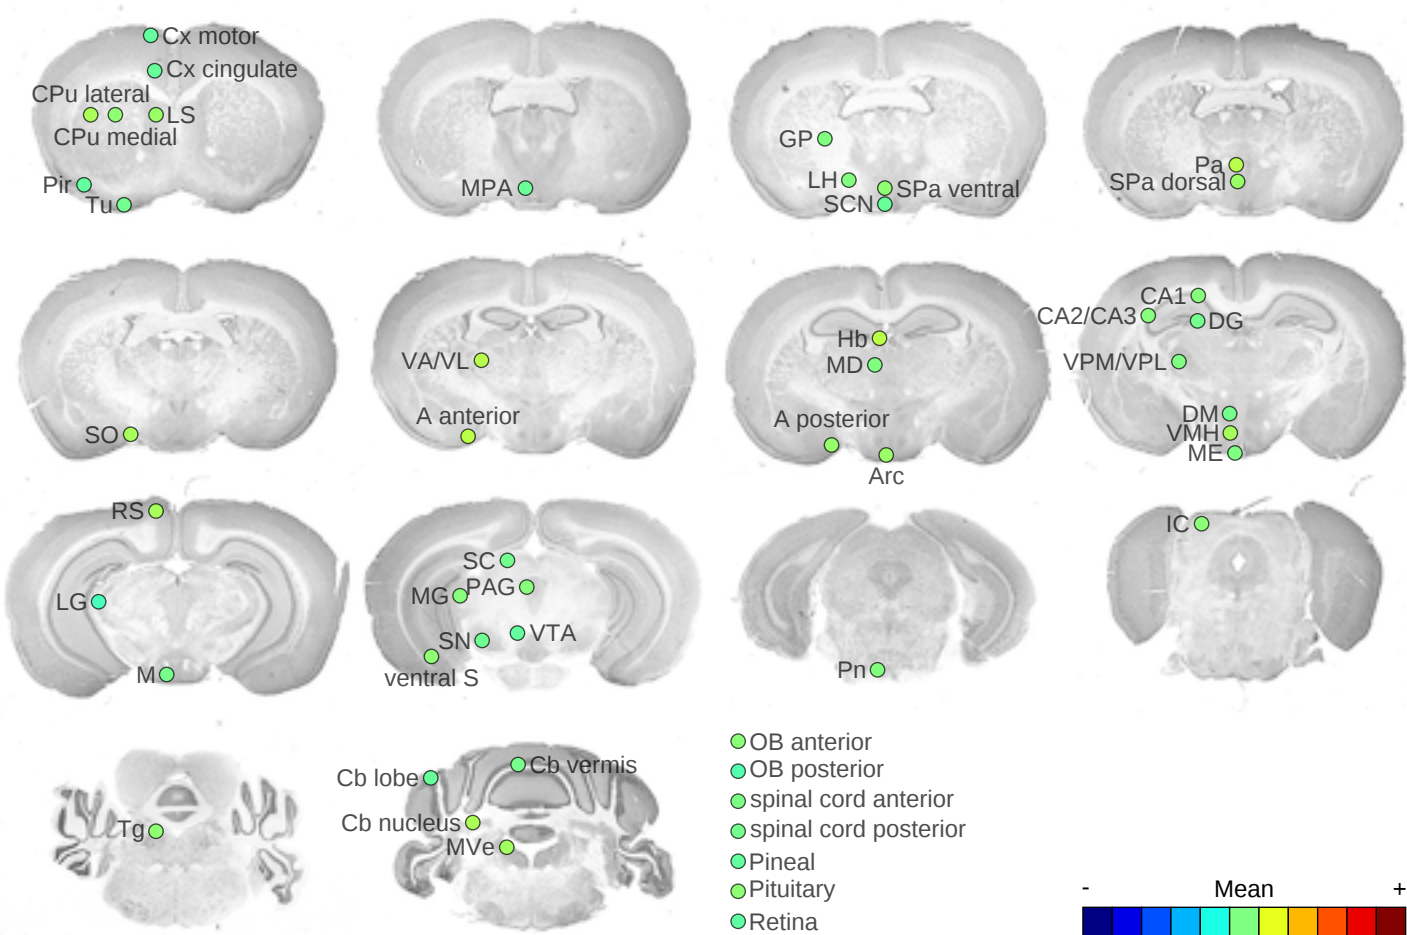 Cx motor
Cx cingulate
CPu lateral
LS
CPu medial
Pir
Tu
MPA
GP
LH
SPa ventral
SCN
Pa
SPa dorsal
SO
VA/VL
A anterior
Hb
MD
A posterior
Arc
CA1
CA2/CA3
DG
VPM/VPL
DM
VMH
ME
RS
LG
M
SC
PAG
MG
SN
VTA
ventral S
Pn
IC
Tg
Cb lobe
Cb vermis
Cb nucleus
MVe
OB anterior
OB posterior
spinal cord anterior
spinal cord posterior
Pineal
Pituitary
Retina
- Mean +